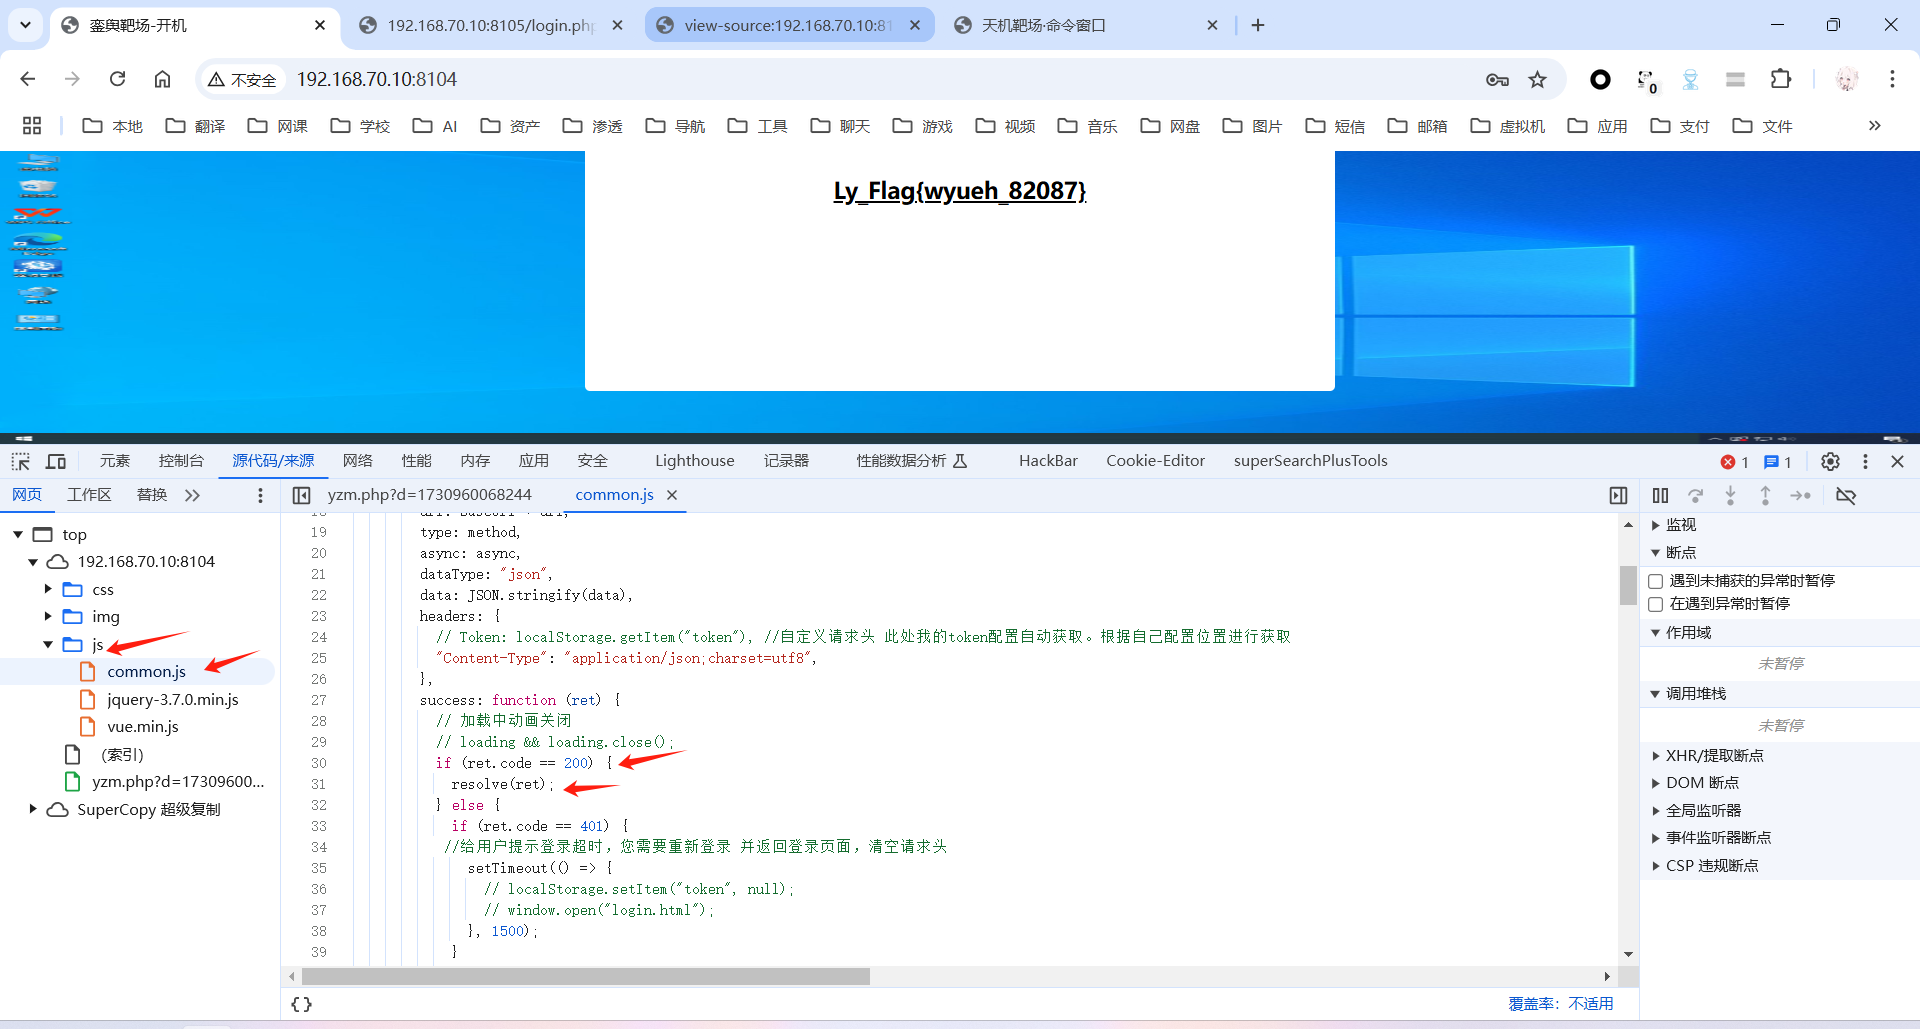 銮舆靶场-开机
192.168.70.10:8105/login.php
view-source:192.168.70.10:81
天机靶场·命令窗口
不安全
192.168.70.10:8104
0
本地 翻译 网课 学校 AI 资产 渗透 导航 工具 聊天 游戏 视频 音乐 网盘 图片 短信 邮箱 虚拟机 应用 支付 文件
Ly_Flag{wyueh_82087}
元素 控制台 源代码/来源 网络 性能 内存 应用 安全 Lighthouse 记录器 性能数据分析 HackBar Cookie-Editor superSearchPlusTools 1 1
网页 工作区 替换 yzm.php?d=1730960068244 common.js
top
192.168.70.10:8104
css
img
js
common.js
jquery-3.7.0.min.js
vue.min.js
（索引）
yzm.php?d=17309600...
SuperCopy 超级复制
19 type: method,
20 async: async,
21 dataType: "json",
22 data: JSON.stringify(data),
23 headers: {
24 // Token: localStorage.getItem("token"), //自定义请求头 此处我的token配置自动获取。根据自己配置位置进行获取
25 "Content-Type": "application/json;charset=utf8",
26 },
27 success: function (ret) {
28 // 加载中动画关闭
29 // loading && loading.close();
30 if (ret.code == 200) {
31 resolve(ret);
32 } else {
33 if (ret.code == 401) {
34 //给用户提示登录超时，您需要重新登录 并返回登录页面，清空请求头
35 setTimeout(() => {
36 // localStorage.setItem("token", null);
37 // window.open("login.html");
38 }, 1500);
39 }
{}
覆盖率：不适用
监视
断点
遇到未捕获的异常时暂停
在遇到异常时暂停
作用域
未暂停
调用堆栈
未暂停
XHR/提取断点
DOM 断点
全局监听器
事件监听器断点
CSP 违规断点